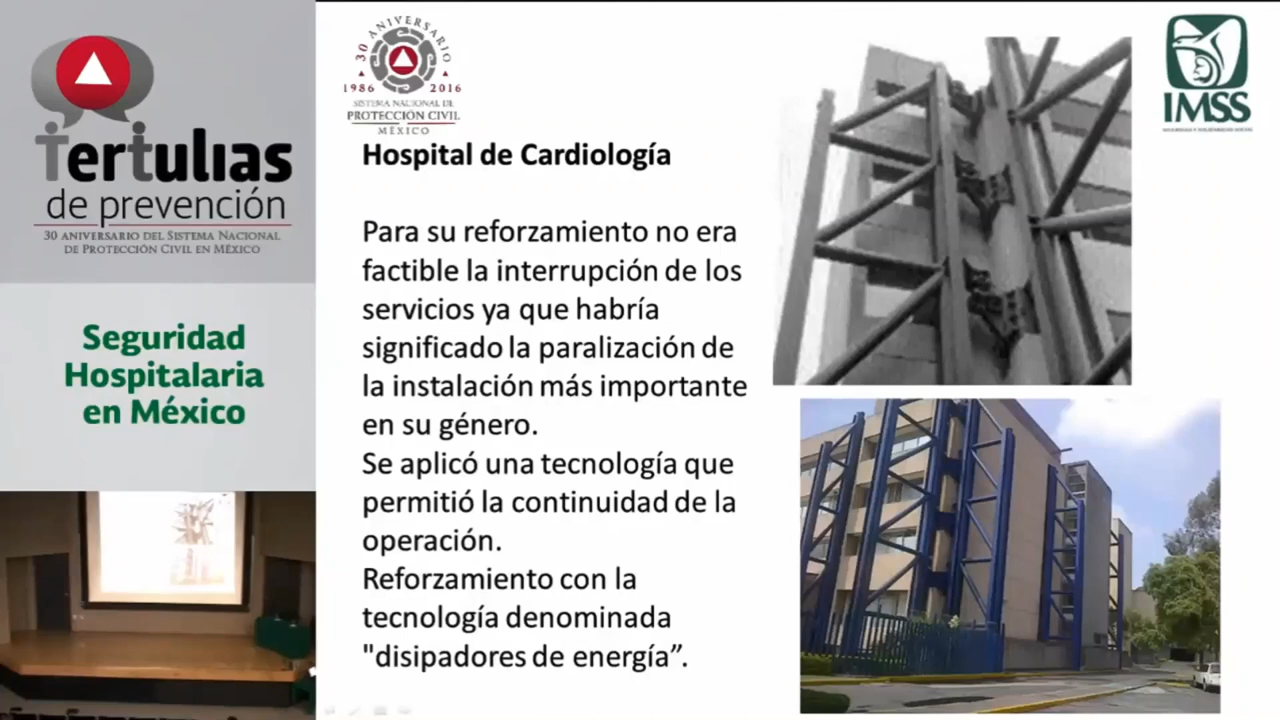 Tertulias
de prevención
30 ANIVERSARIO DEL SISTEMA NACIONAL
DE PROTECCIÓN CIVIL EN MÉXICO
Seguridad
Hospitalaria
en México
30 ANIVERSARIO
1986 2016
SISTEMA NACIONAL DE
PROTECCIÓN CIVIL
MÉXICO
IMSS
Hospital de Cardiología
Para su reforzamiento no era
factible la interrupción de los
servicios ya que habría
significado la paralización de
la instalación más importante
en su género.
Se aplicó una tecnología que
permitió la continuidad de la
operación.
Reforzamiento con la
tecnología denominada
"disipadores de energía”.